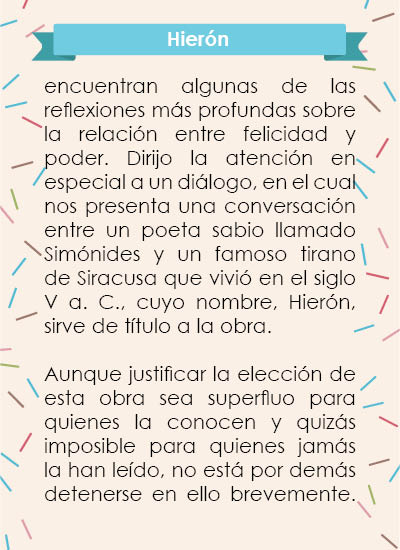 Hierón
encuentran algunas de las
reflexiones más profundas sobre
la relación entre felicidad y
poder. Dirijo la atención en
especial a un diálogo, en el cual
nos presenta una conversación
entre un poeta sabio llamado
Simónides y un famoso tirano
de Siracusa que vivió en el siglo
V a. C., cuyo nombre, Hierón,
sirve de título a la obra.
Aunque justificar la elección de
esta obra sea superfluo para
quienes la conocen y quizás
imposible para quienes jamás
la han leído, no está por demás
detenerse en ello brevemente.